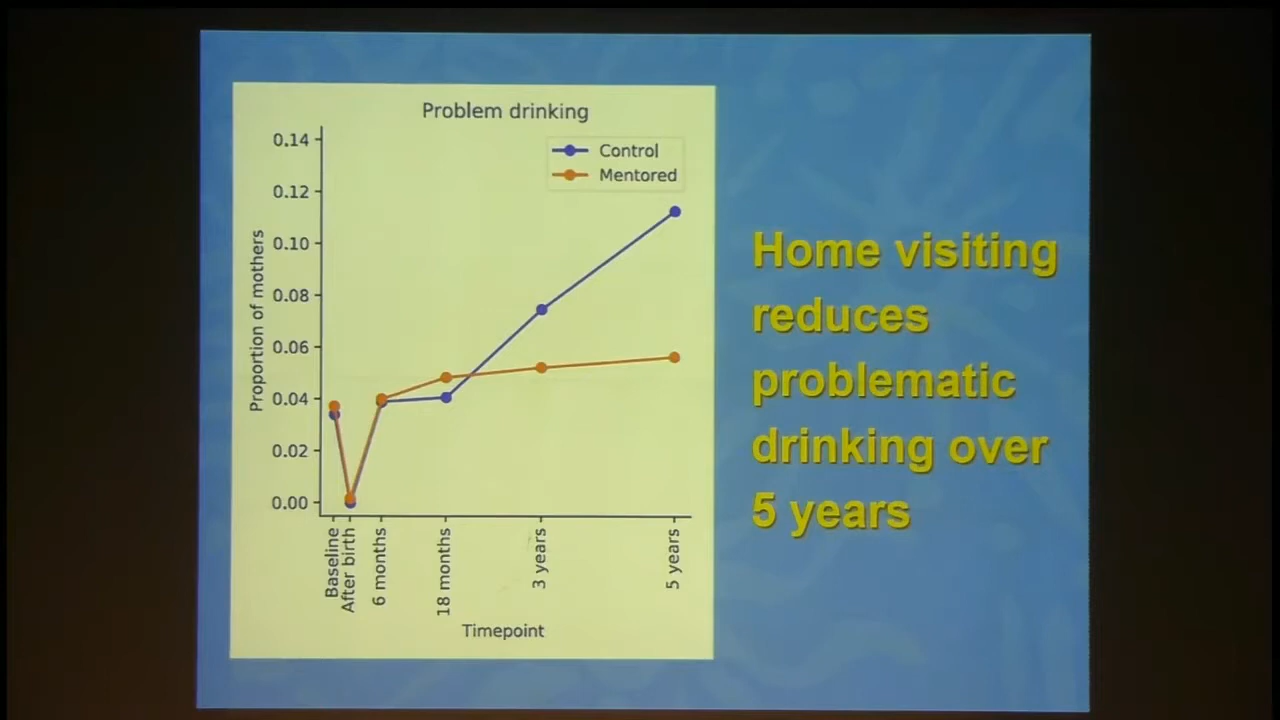 Problem drinking
Control
Mentored
0.14
0.12
0.10
0.08
0.06
0.04
0.02
0.00
Proportion of mothers
Baseline
After birth
6 months
18 months
3 years
5 years
Timepoint
Home visiting
reduces
problematic
drinking over
5 years